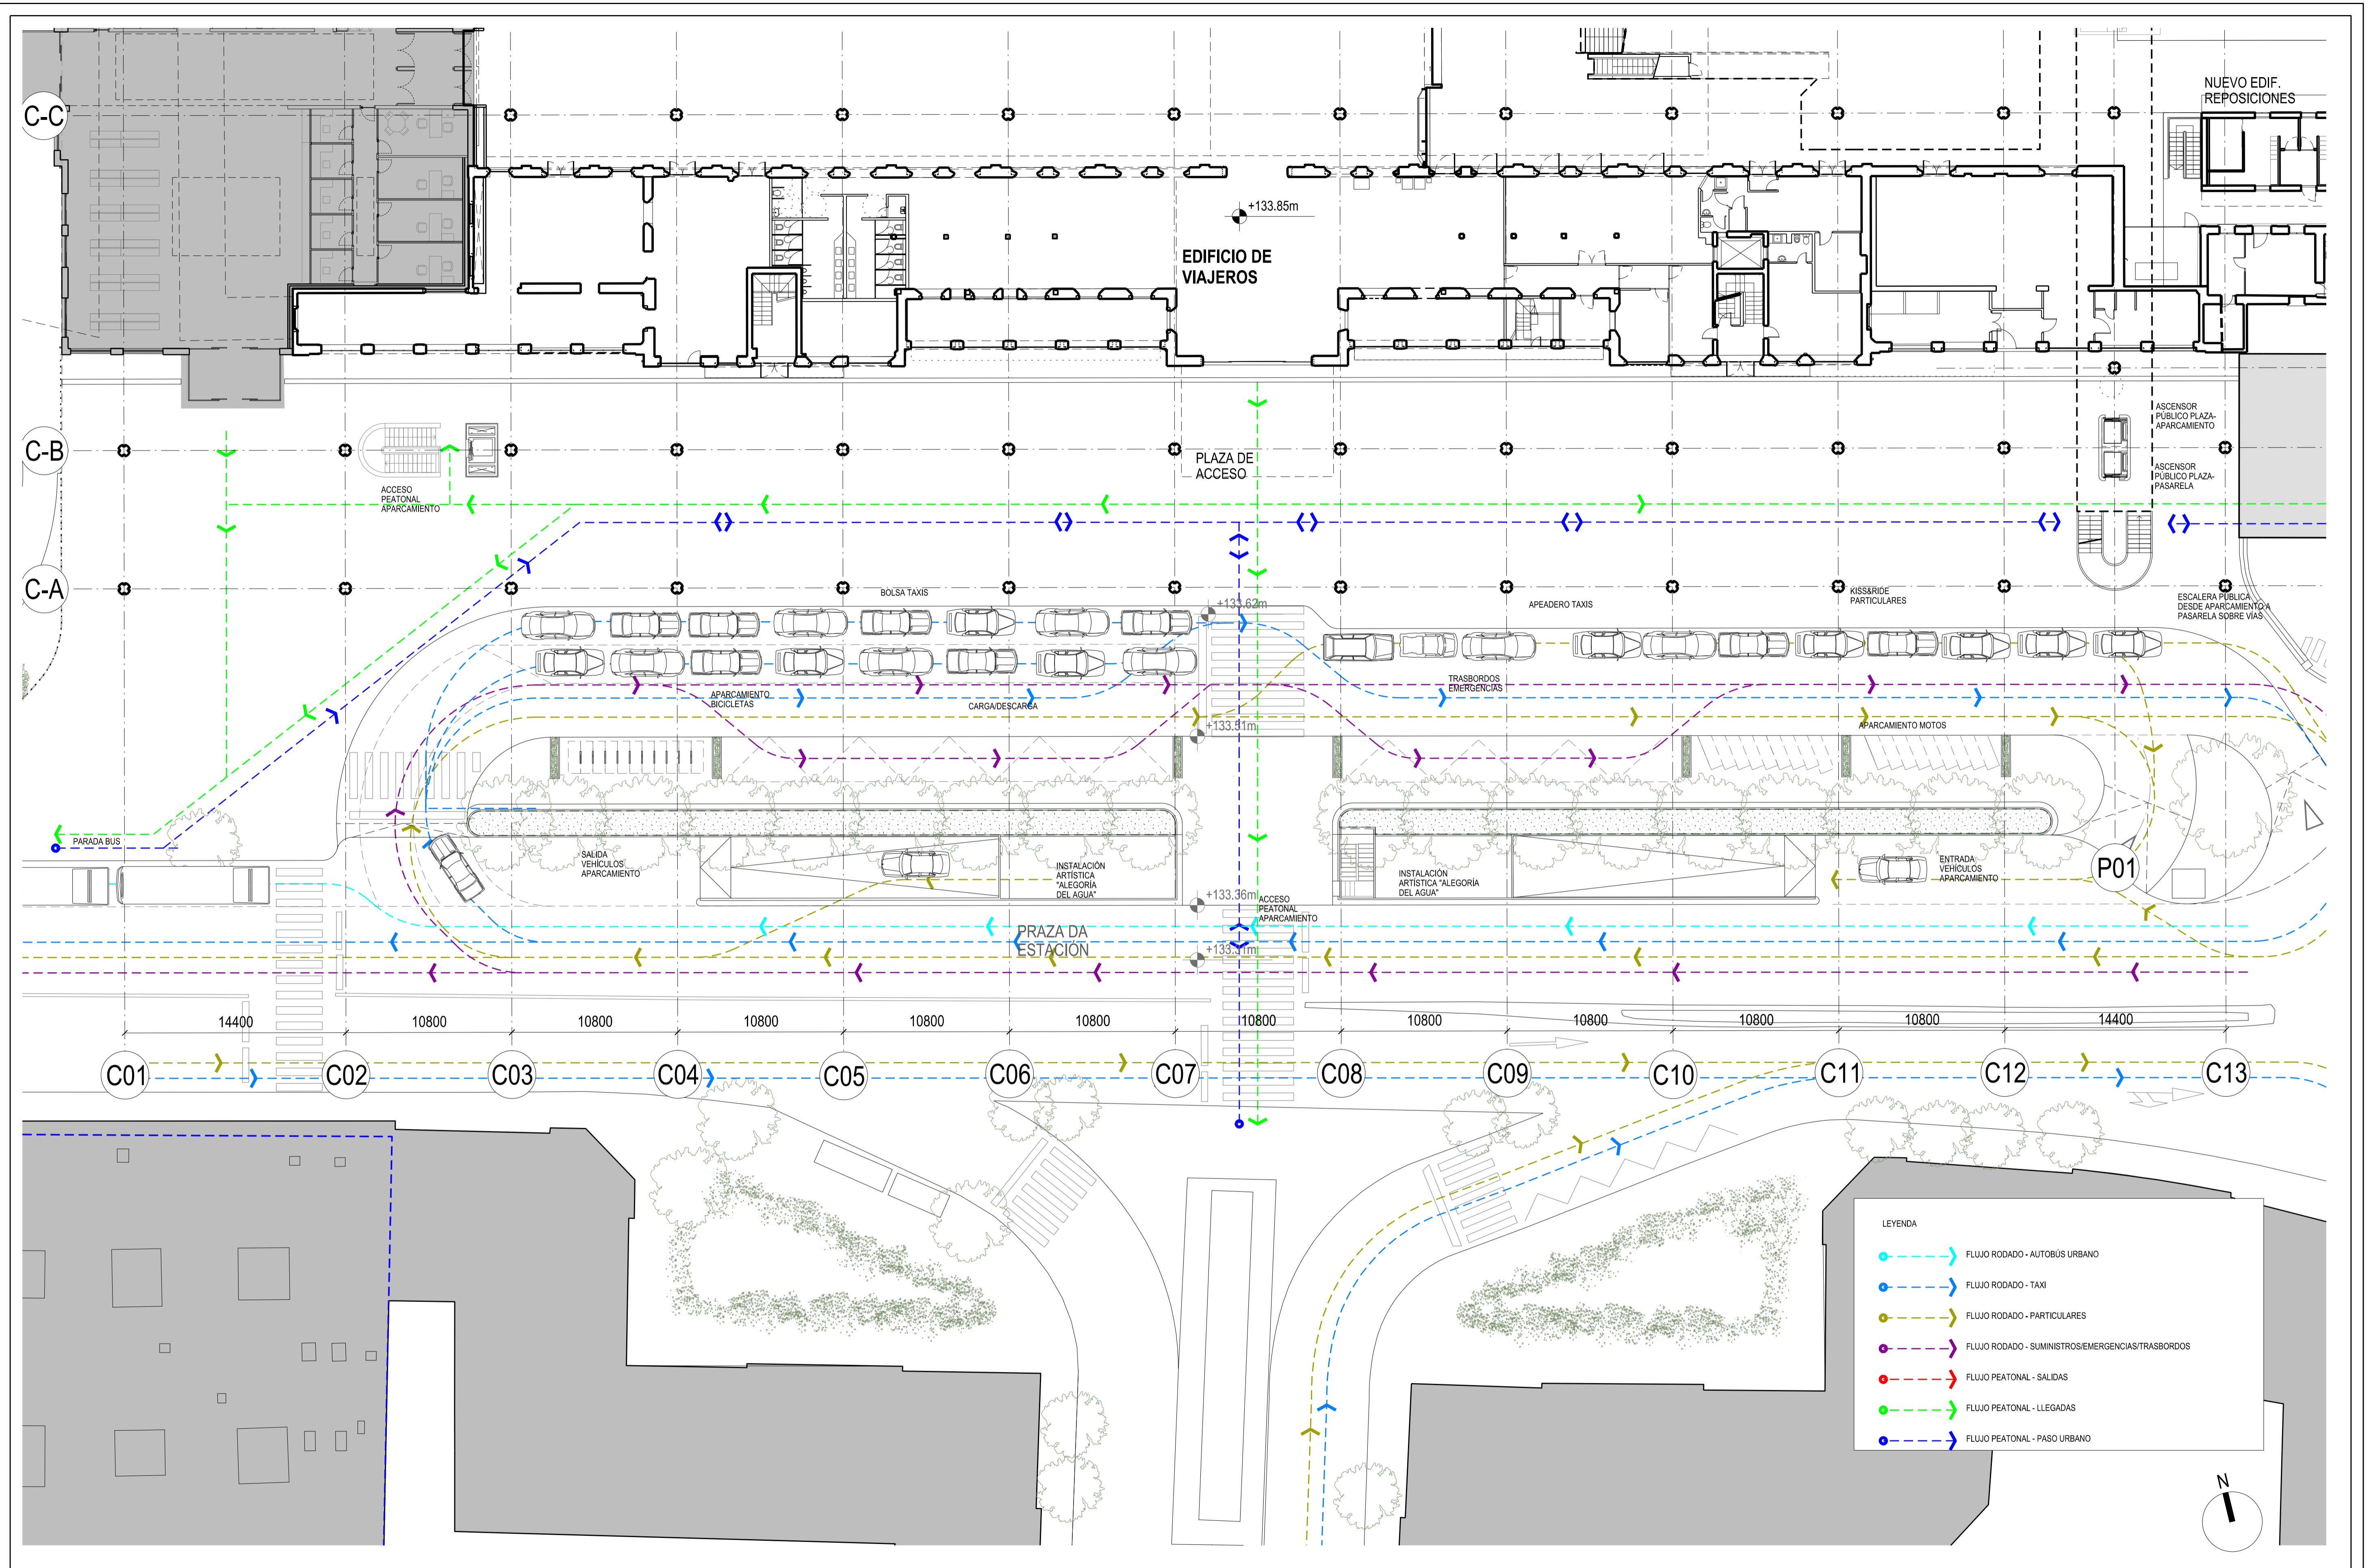 NUEVO EDIF.
REPOSICIONES
C-C
+133.85m
EDIFICIO DE
VIAJEROS
ASCENSOR
PÚBLICO PLAZA-
APARCAMIENTO
C-B
PLAZA DE
ACCESO
ASCENSOR
PÚBLICO PLAZA-
PASARELA
ACCESO
PEATONAL
APARCAMIENTO
C-A
BOLSA TAXIS
+133.62m
APEADERO TAXIS
KISS&RIDE
PARTICULARES
ESCALERA PÚBLICA
DESDE APARCAMIENTO A
PASARELA SOBRE VÍAS
APARCAMIENTO
BICICLETAS
CARGA/DESCARGA
TRASBORDOS
EMERGENCIAS
+133.51m
APARCAMIENTO MOTOS
PARADA BUS
SALIDA
VEHÍCULOS
APARCAMIENTO
INSTALACIÓN
ARTÍSTICA
"ALEGORÍA
DEL AGUA"
INSTALACIÓN
ARTÍSTICA "ALEGORÍA
DEL AGUA"
ENTRADA
VEHÍCULOS
APARCAMIENTO
P01
+133.36m
ACCESO
PEATONAL
APARCAMIENTO
PRAZA DA
ESTACIÓN
+133.31m
14400
10800
10800
10800
10800
10800
10800
10800
10800
10800
10800
14400
C01
C02
C03
C04
C05
C06
C07
C08
C09
C10
C11
C12
C13
LEYENDA
FLUJO RODADO - AUTOBÚS URBANO
FLUJO RODADO - TAXI
FLUJO RODADO - PARTICULARES
FLUJO RODADO - SUMINISTROS/EMERGENCIAS/TRASBORDOS
FLUJO PEATONAL - SALIDAS
FLUJO PEATONAL - LLEGADAS
FLUJO PEATONAL - PASO URBANO
N